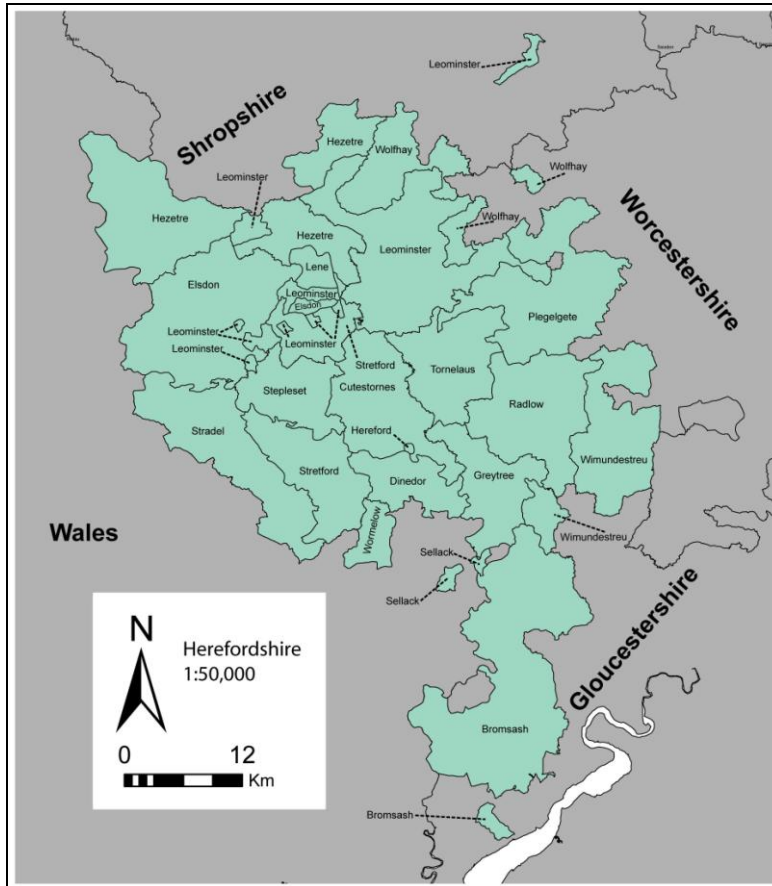 Leominster
Shropshire
Hezetre
Wolfhay
Leominster
Wolfhay
Worcestershire
Hezetre
Wolfhay
Hezetre
Leominster
Lene
Elsdon
Leominster
Elsdon
Plegelgete
Leominster
Leominster
Leominster
Stretford
Tornelaus
Cutestornes
Stepleset
Radlow
Stradel
Hereford
Stretford
Dinedor
Greytree
Wimundestreu
Wormelow
Wales
Wimundestreu
Sellack
Sellack
Gloucestershire
N
Herefordshire
1:50,000
0 12
Km
Bromsash
Bromsash